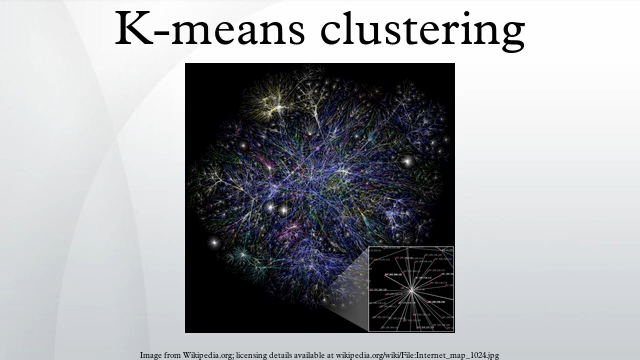 K-means clustering
Image from Wikipedia.org; licensing details available at wikipedia.org/wiki/File:Internet_map_1024.jpg